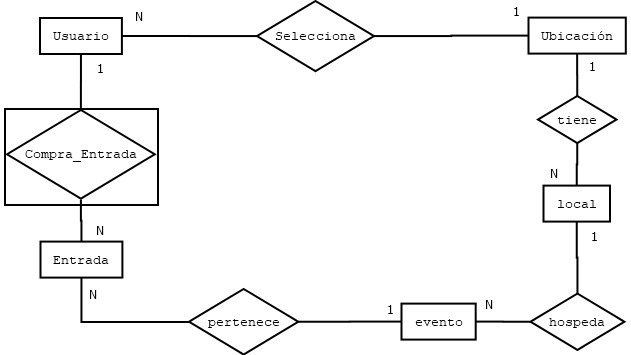 N
1
Usuario
Selecciona
Ubicación
1
1
tiene
Compra_Entrada
N
local
N
1
Entrada
N
1
N
pertenece
evento
hospeda